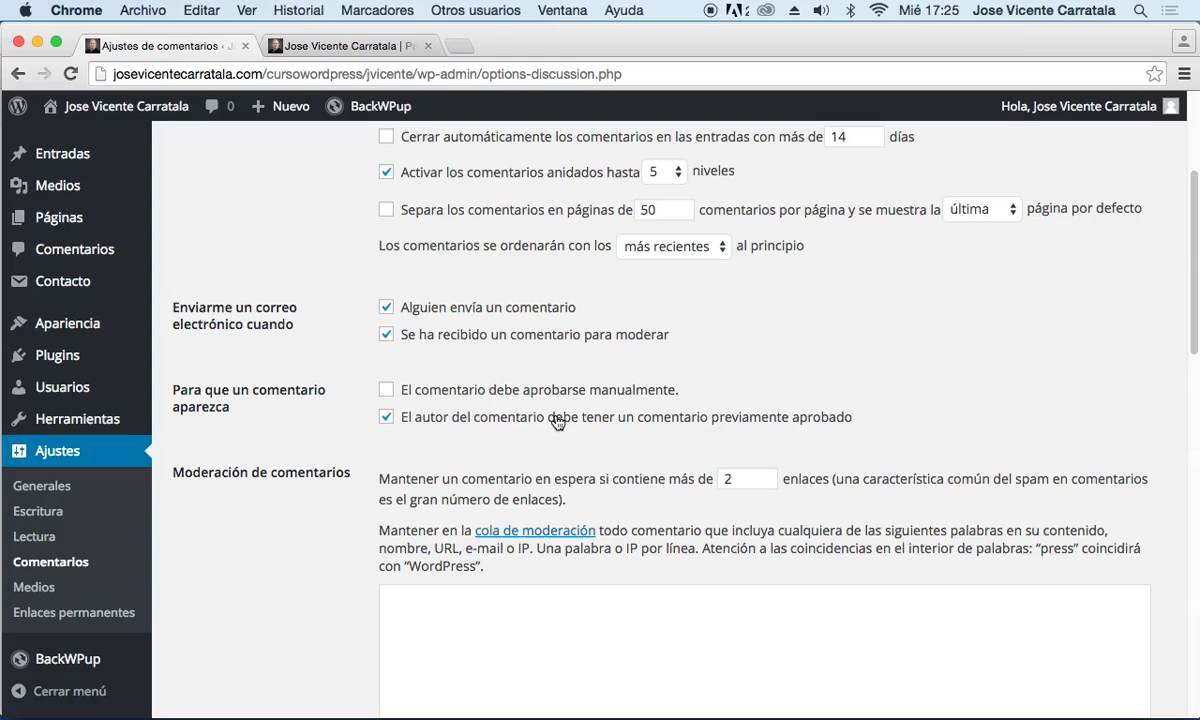 Chrome Archivo Editar Ver Historial Marcadores Otros usuarios Ventana Ayuda 2 Mié 17:25 Jose Vicente Carratala
Ajustes de comentarios ‹ J × Jose Vicente Carratala | Pr ×
josevicentecarratala.com/cursowordpress/jvicente/wp-admin/options-discussion.php
Jose Vicente Carratala 0 + Nuevo BackWPup Hola, Jose Vicente Carratala
Entradas
Medios
Páginas
Comentarios
Contacto
Apariencia
Plugins
Usuarios
Herramientas
Ajustes
Generales
Escritura
Lectura
Comentarios
Medios
Enlaces permanentes
BackWPup
Cerrar menú
Cerrar automáticamente los comentarios en las entradas con más de 14 días
Activar los comentarios anidados hasta 5 niveles
Separa los comentarios en páginas de 50 comentarios por página y se muestra la última página por defecto
Los comentarios se ordenarán con los más recientes al principio
Enviarme un correo
electrónico cuando
Alguien envía un comentario
Se ha recibido un comentario para moderar
Para que un comentario
aparezca
El comentario debe aprobarse manualmente.
El autor del comentario debe tener un comentario previamente aprobado
Moderación de comentarios
Mantener un comentario en espera si contiene más de 2 enlaces (una característica común del spam en comentarios
es el gran número de enlaces).
Mantener en la cola de moderación todo comentario que incluya cualquiera de las siguientes palabras en su contenido,
nombre, URL, e-mail o IP. Una palabra o IP por línea. Atención a las coincidencias en el interior de palabras: “press” coincidirá
con “WordPress”.